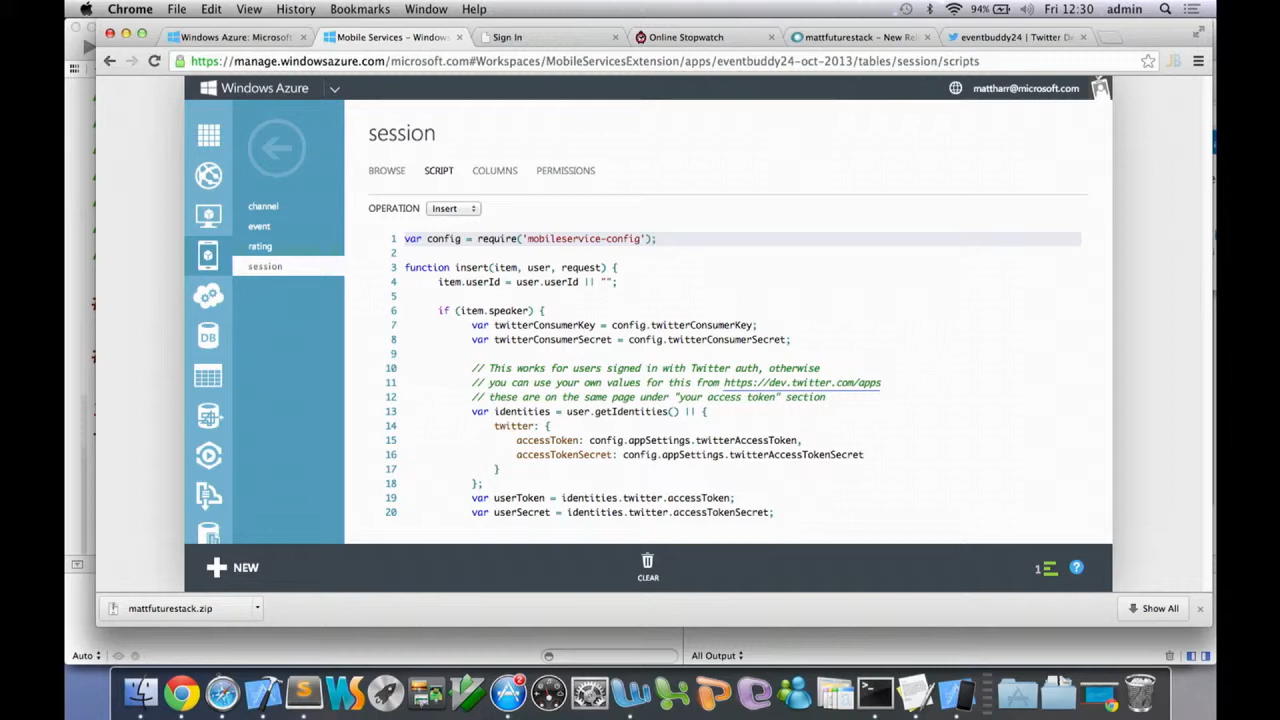 Chrome File Edit View History Bookmarks Window Help 94% Fri 12:30 admin
Windows Azure: Microsoft Mobile Services – Windows Sign In Online Stopwatch mattfuturestack – New Reli eventbuddy24 | Twitter De
https://manage.windowsazure.com/microsoft.com#Workspaces/MobileServicesExtension/apps/eventbuddy24-oct-2013/tables/session/scripts
Windows Azure mattharr@microsoft.com
session
BROWSE SCRIPT COLUMNS PERMISSIONS
channel
event
rating
session
OPERATION Insert
1 var config = require('mobileservice-config');
2
3 function insert(item, user, request) {
4 item.userId = user.userId || "";
5
6 if (item.speaker) {
7 var twitterConsumerKey = config.twitterConsumerKey;
8 var twitterConsumerSecret = config.twitterConsumerSecret;
9
10 // This works for users signed in with Twitter auth, otherwise
11 // you can use your own values for this from https://dev.twitter.com/apps
12 // these are on the same page under "your access token" section
13 var identities = user.getIdentities() || {
14 twitter: {
15 accessToken: config.appSettings.twitterAccessToken,
16 accessTokenSecret: config.appSettings.twitterAccessTokenSecret
17 }
18 };
19 var userToken = identities.twitter.accessToken;
20 var userSecret = identities.twitter.accessTokenSecret;
DB
NEW CLEAR 1 ?
mattfuturestack.zip Show All
Auto All Output
2